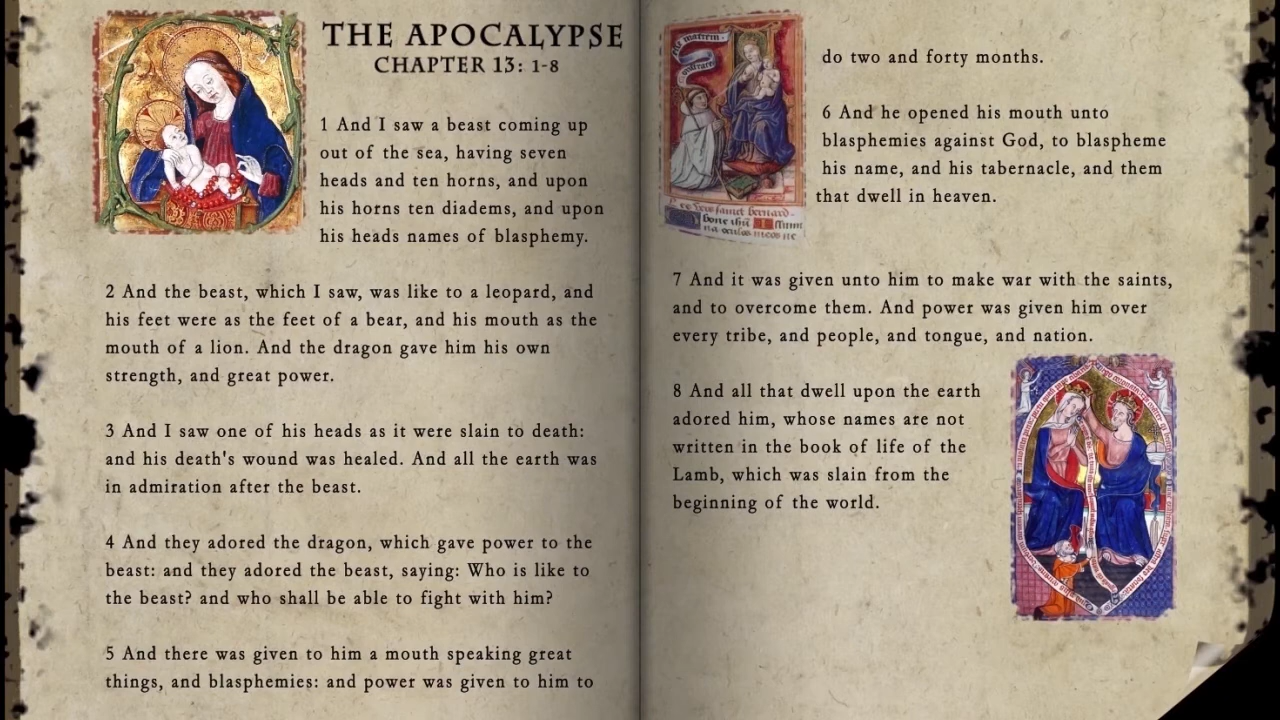 THE APOCALYPSE
CHAPTER 13: 1-8
1 And I saw a beast coming up
out of the sea, having seven
heads and ten horns, and upon
his horns ten diadems, and upon
his heads names of blasphemy.
2 And the beast, which I saw, was like to a leopard, and
his feet were as the feet of a bear, and his mouth as the
mouth of a lion. And the dragon gave him his own
strength, and great power.
3 And I saw one of his heads as it were slain to death:
and his death's wound was healed. And all the earth was
in admiration after the beast.
4 And they adored the dragon, which gave power to the
beast: and they adored the beast, saying: Who is like to
the beast? and who shall be able to fight with him?
5 And there was given to him a mouth speaking great
things, and blasphemies: and power was given to him to
do two and forty months.
6 And he opened his mouth unto
blasphemies against God, to blaspheme
his name, and his tabernacle, and them
that dwell in heaven.
7 And it was given unto him to make war with the saints,
and to overcome them. And power was given him over
every tribe, and people, and tongue, and nation.
8 And all that dwell upon the earth
adored him, whose names are not
written in the book of life of the
Lamb, which was slain from the
beginning of the world.